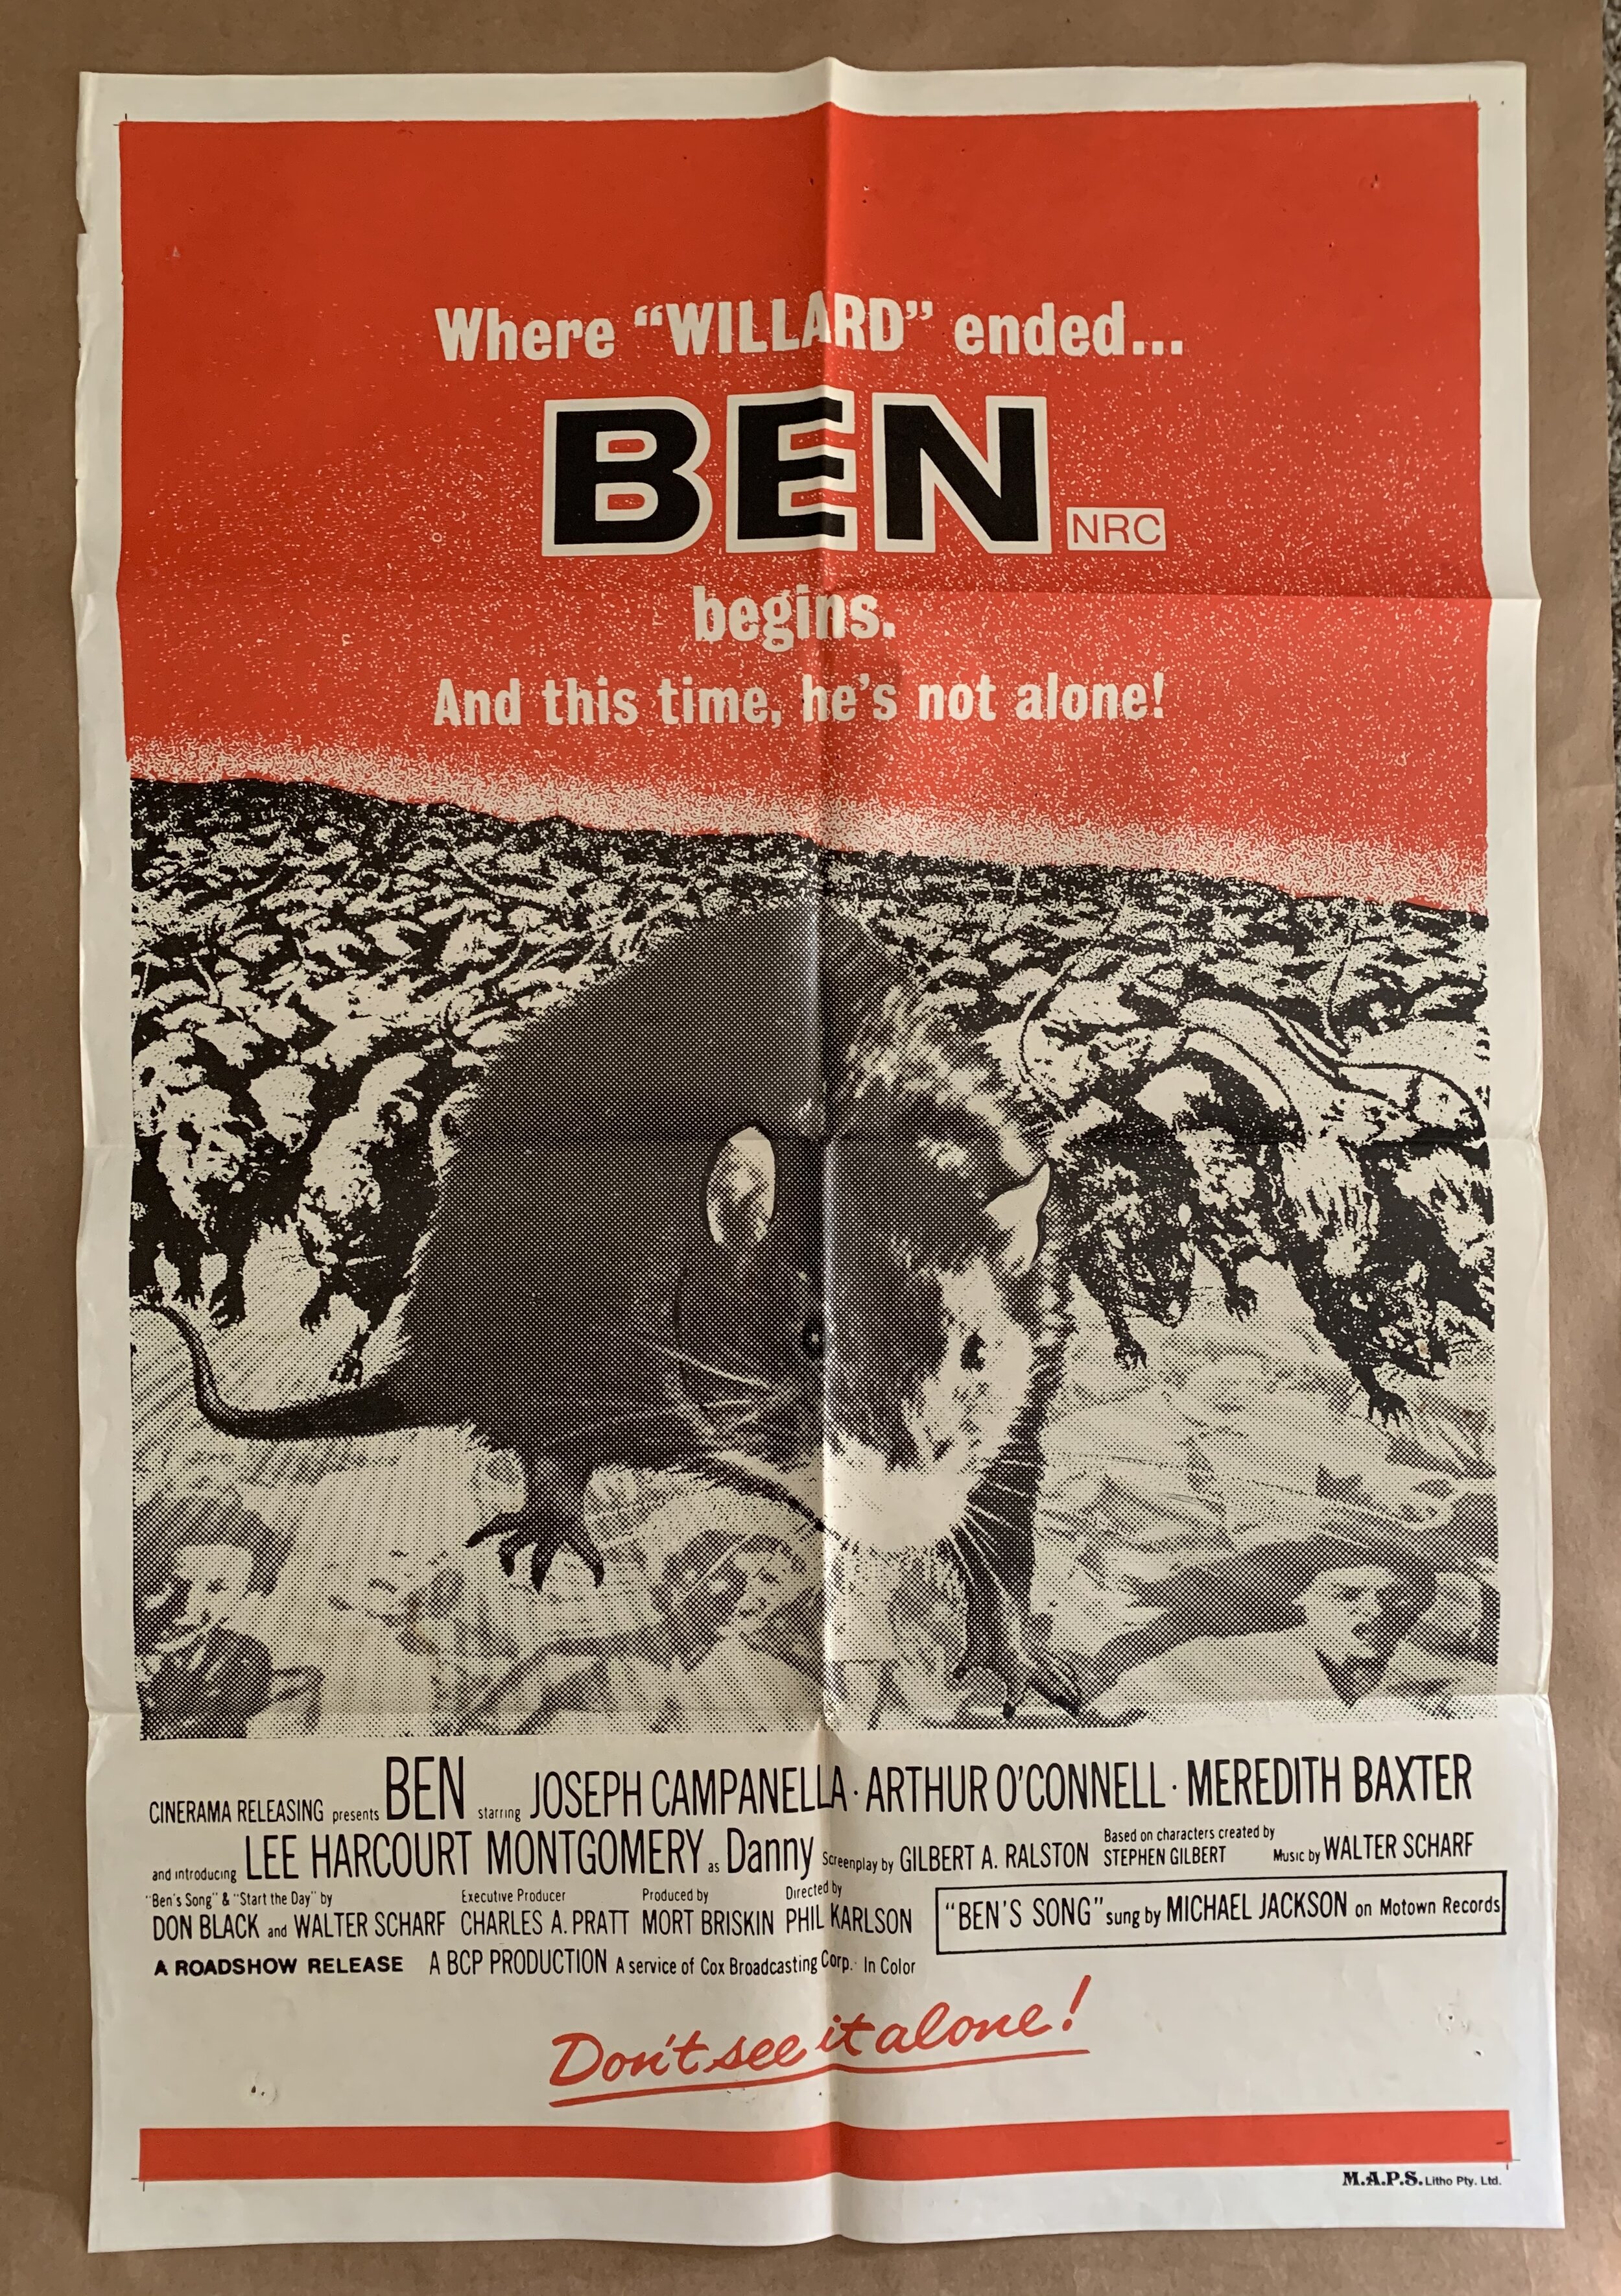 Where “WILLARD” ended...
BEN NRC
begins.
And this time, he's not alone!
CINERAMA RELEASING presents BEN starring JOSEPH CAMPANELLA · ARTHUR O'CONNELL · MEREDITH BAXTER
and introducing LEE HARCOURT MONTGOMERY as Danny Screenplay by GILBERT A. RALSTON Based on characters created by STEPHEN GILBERT Music by WALTER SCHARF
"Ben's Song" & "Start the Day" by DON BLACK and WALTER SCHARF Executive Producer CHARLES A. PRATT Produced by MORT BRISKIN Directed by PHIL KARLSON
"BEN'S SONG" sung by MICHAEL JACKSON on Motown Records
A ROADSHOW RELEASE A BCP PRODUCTION A service of Cox Broadcasting Corp. In Color
Don't see it alone!
M.A.P.S. Litho Pty. Ltd.